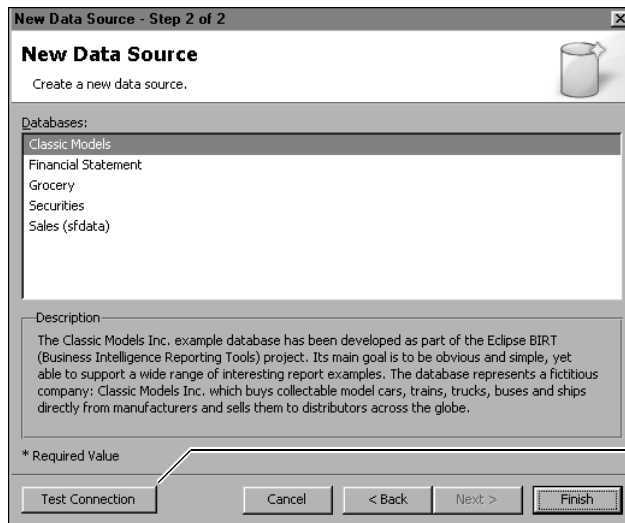 New Data Source - Step 2 of 2
New Data Source
Create a new data source.
Databases:
Classic Models
Financial Statement
Grocery
Securities
Sales (sfdata)
Description
The Classic Models Inc. example database has been developed as part of the Eclipse BIRT
(Business Intelligence Reporting Tools) project. Its main goal is to be obvious and simple, yet
able to support a wide range of interesting report examples. The database represents a fictitious
company: Classic Models Inc. which buys collectable model cars, trains, trucks, buses and ships
directly from manufacturers and sells them to distributors across the globe.
* Required Value
Test Connection Cancel < Back Next > Finish